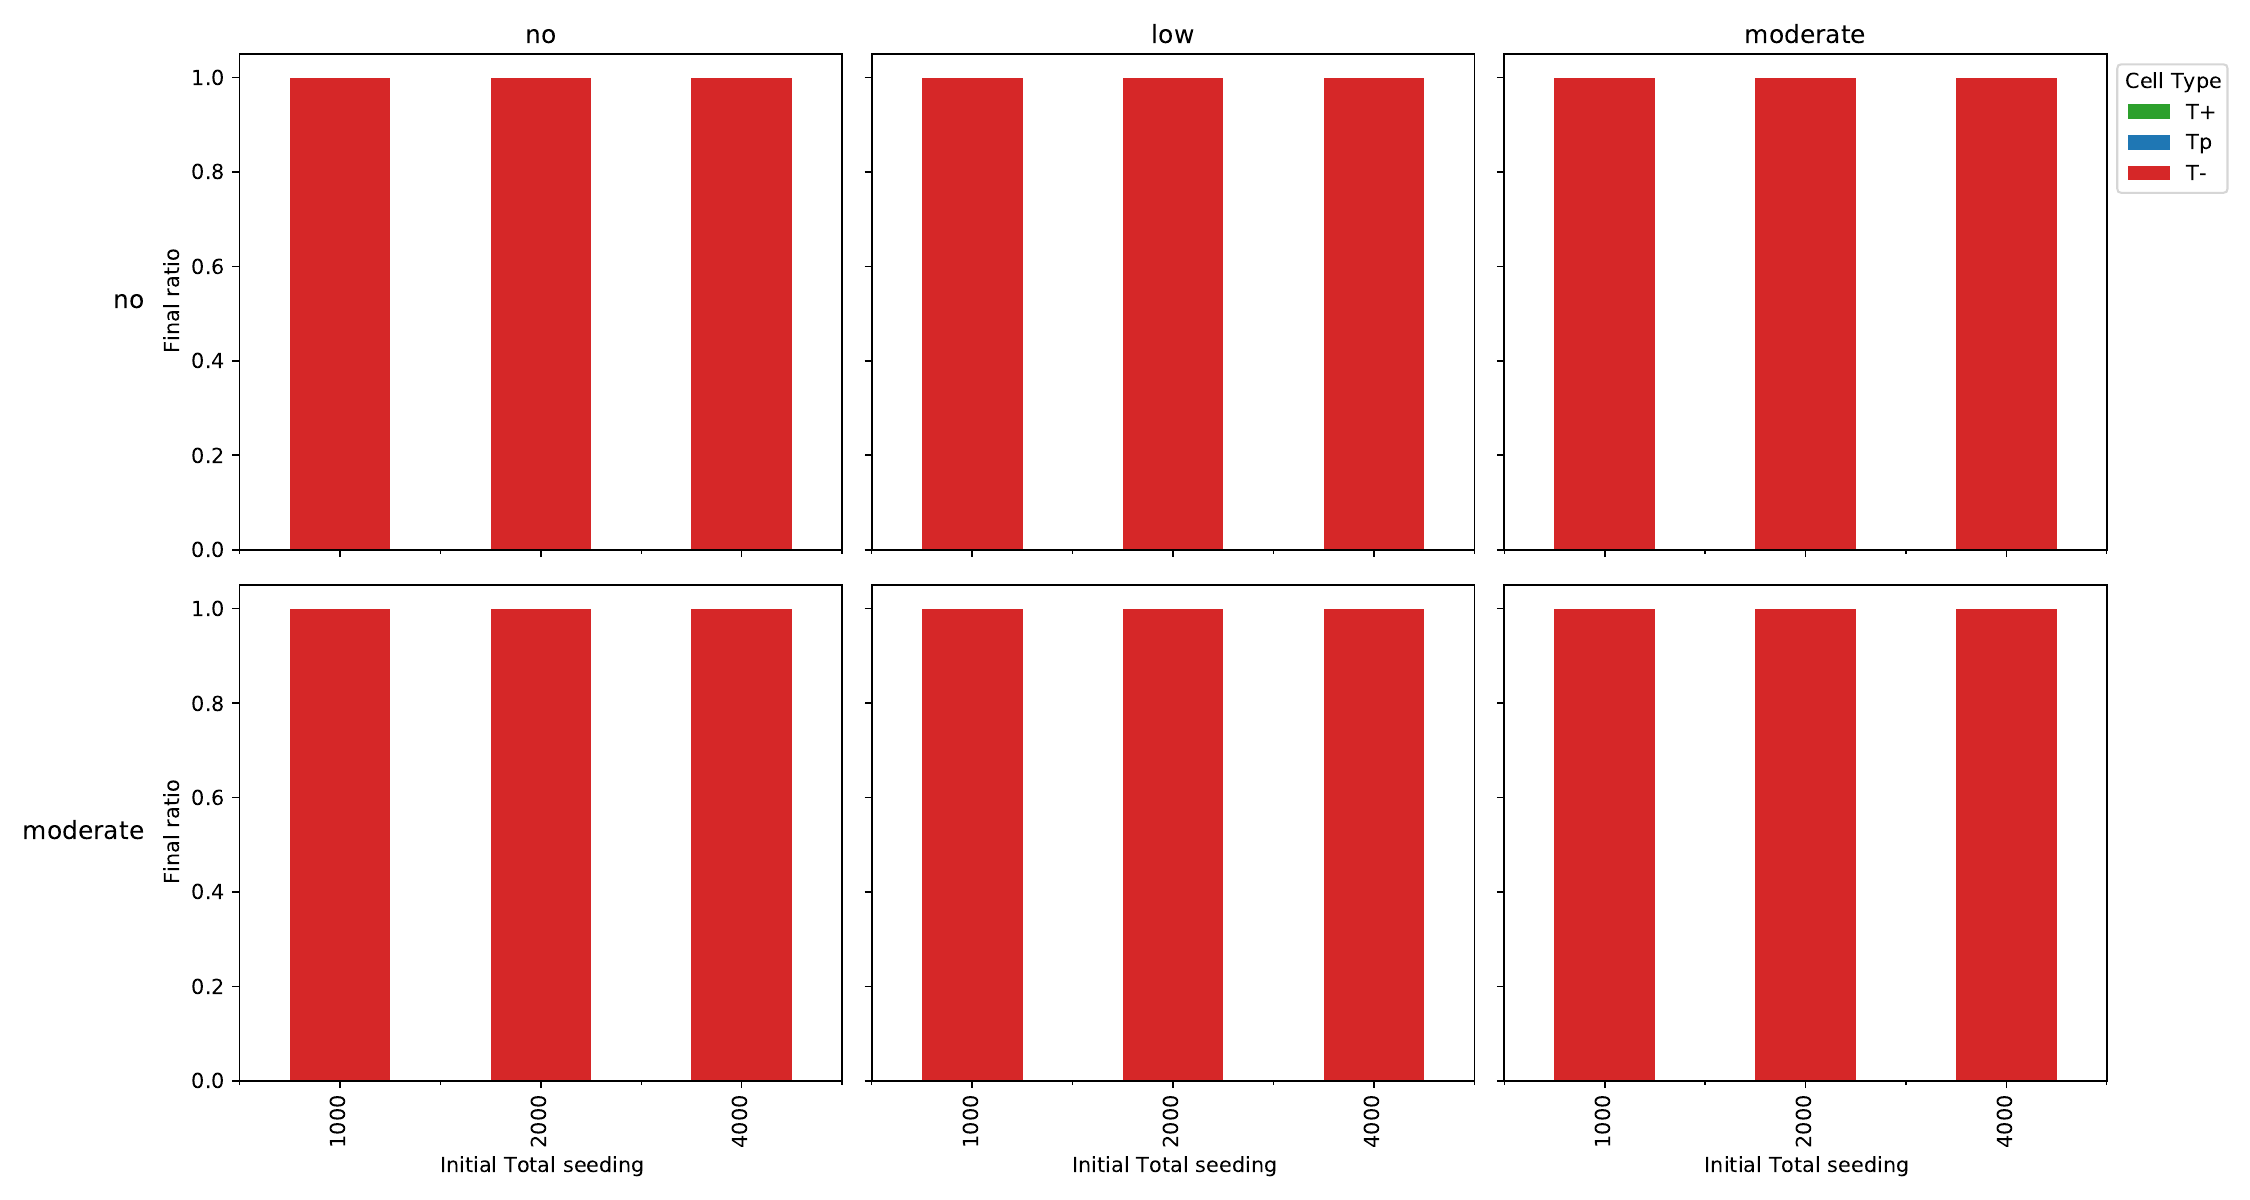 no
low
moderate
Cell Type
T+
Tp
T-
no
Final ratio
1.0
0.8
0.6
0.4
0.2
0.0
moderate
Final ratio
1.0
0.8
0.6
0.4
0.2
0.0
1000
2000
4000
1000
2000
4000
1000
2000
4000
Initial Total seeding
Initial Total seeding
Initial Total seeding